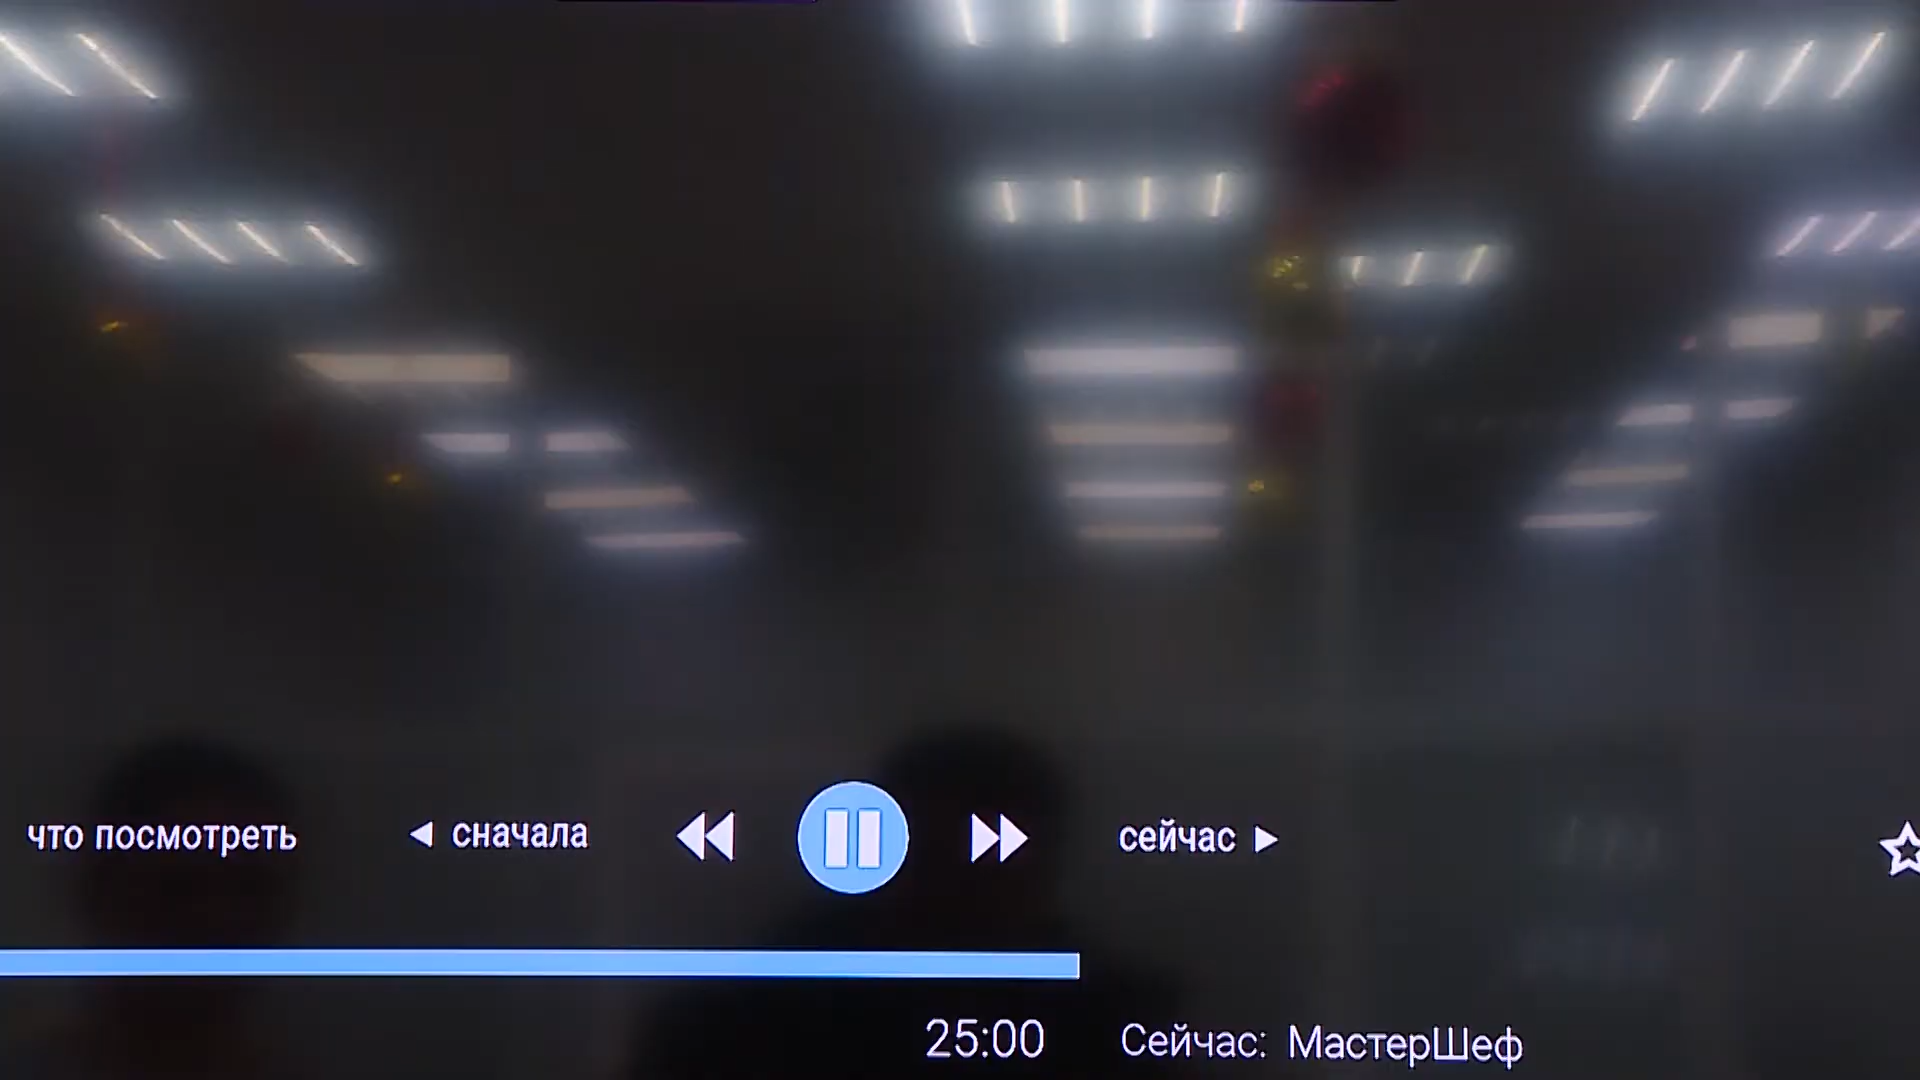 что посмотреть ◀ сначала сейчас ▶
25:00 Сейчас: МастерШеф